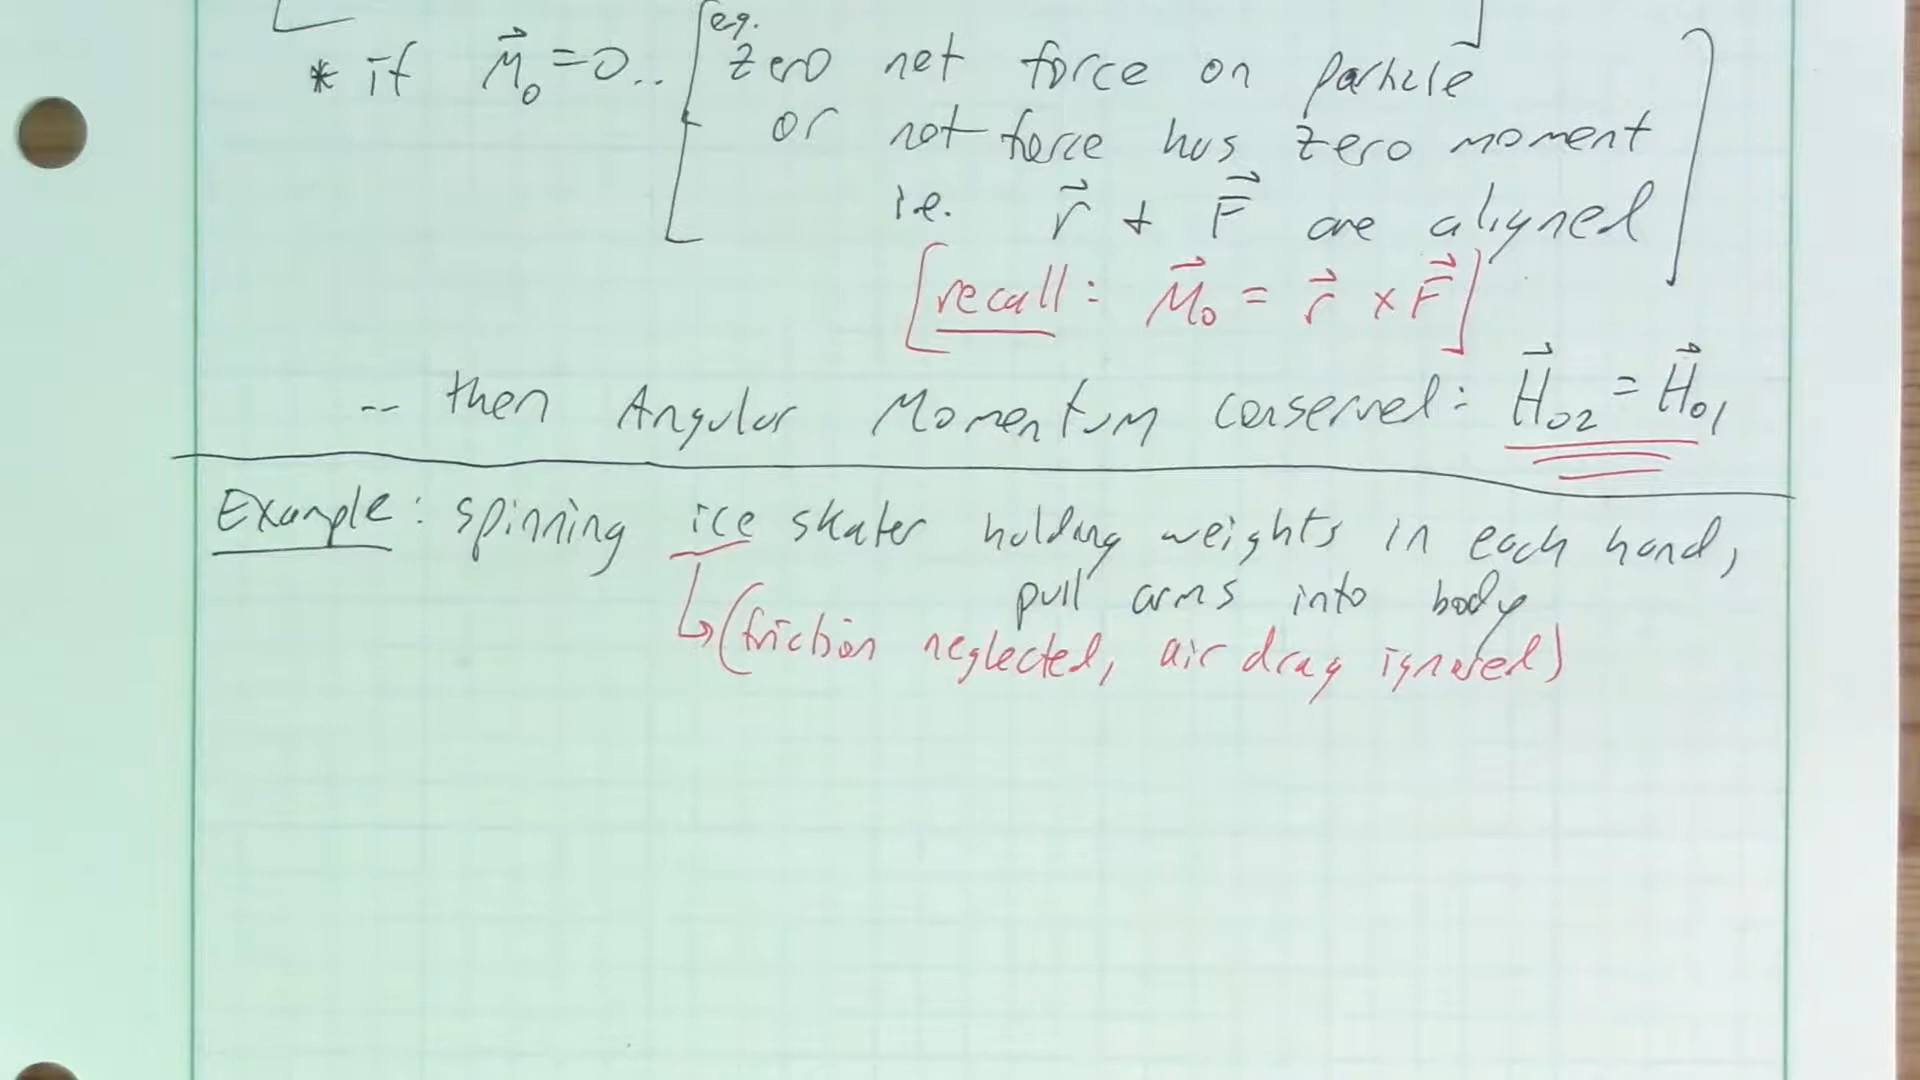 eg.
* if M⃗₀ = 0.. zero net force on particle
or net force has zero moment
i.e. r⃗ + F⃗ are aligned
[recall: M⃗₀ = r⃗ × F⃗]
-- then Angular Momentum conserved: H⃗₀₂ = H⃗₀₁
Example: spinning ice skater holding weights in each hand,
pull arms into body
↳ (friction neglected, air drag ignored)